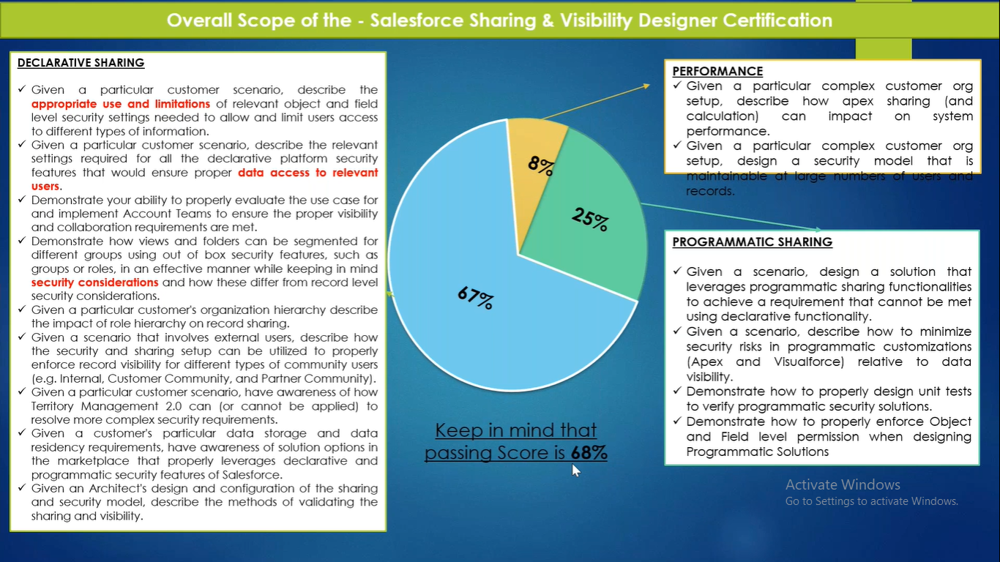 Overall Scope of the - Salesforce Sharing & Visibility Designer Certification
DECLARATIVE SHARING
✓ Given a particular customer scenario, describe the
appropriate use and limitations of relevant object and field
level security settings needed to allow and limit users access
to different types of information.
✓ Given a particular customer scenario, describe the relevant
settings required for all the declarative platform security
features that would ensure proper data access to relevant
users.
✓ Demonstrate your ability to properly evaluate the use case for
and implement Account Teams to ensure the proper visibility
and collaboration requirements are met.
✓ Demonstrate how views and folders can be segmented for
different groups using out of box security features, such as
groups or roles, in an effective manner while keeping in mind
security considerations and how these differ from record level
security considerations.
✓ Given a particular customer's organization hierarchy describe
the impact of role hierarchy on record sharing.
✓ Given a scenario that involves external users, describe how
the security and sharing setup can be utilized to properly
enforce record visibility for different types of community users
(e.g. Internal, Customer Community, and Partner Community).
✓ Given a particular customer scenario, have awareness of how
Territory Management 2.0 can (or cannot be applied) to
resolve more complex security requirements.
✓ Given a customer's particular data storage and data
residency requirements, have awareness of solution options in
the marketplace that properly leverages declarative and
programmatic security features of Salesforce.
✓ Given an Architect's design and configuration of the sharing
and security model, describe the methods of validating the
sharing and visibility.
8%
25%
67%
Keep in mind that
passing Score is 68%
PERFORMANCE
✓ Given a particular complex customer org
setup, describe how apex sharing (and
calculation) can impact on system
performance.
✓ Given a particular complex customer org
setup, design a security model that is
maintainable at large numbers of users and
records.
PROGRAMMATIC SHARING
✓ Given a scenario, design a solution that
leverages programmatic sharing functionalities
to achieve a requirement that cannot be met
using declarative functionality.
✓ Given a scenario, describe how to minimize
security risks in programmatic customizations
(Apex and Visualforce) relative to data
visibility.
✓ Demonstrate how to properly design unit tests
to verify programmatic security solutions.
✓ Demonstrate how to properly enforce Object
and Field level permission when designing
Programmatic Solutions
Activate Windows
Go to Settings to activate Windows.